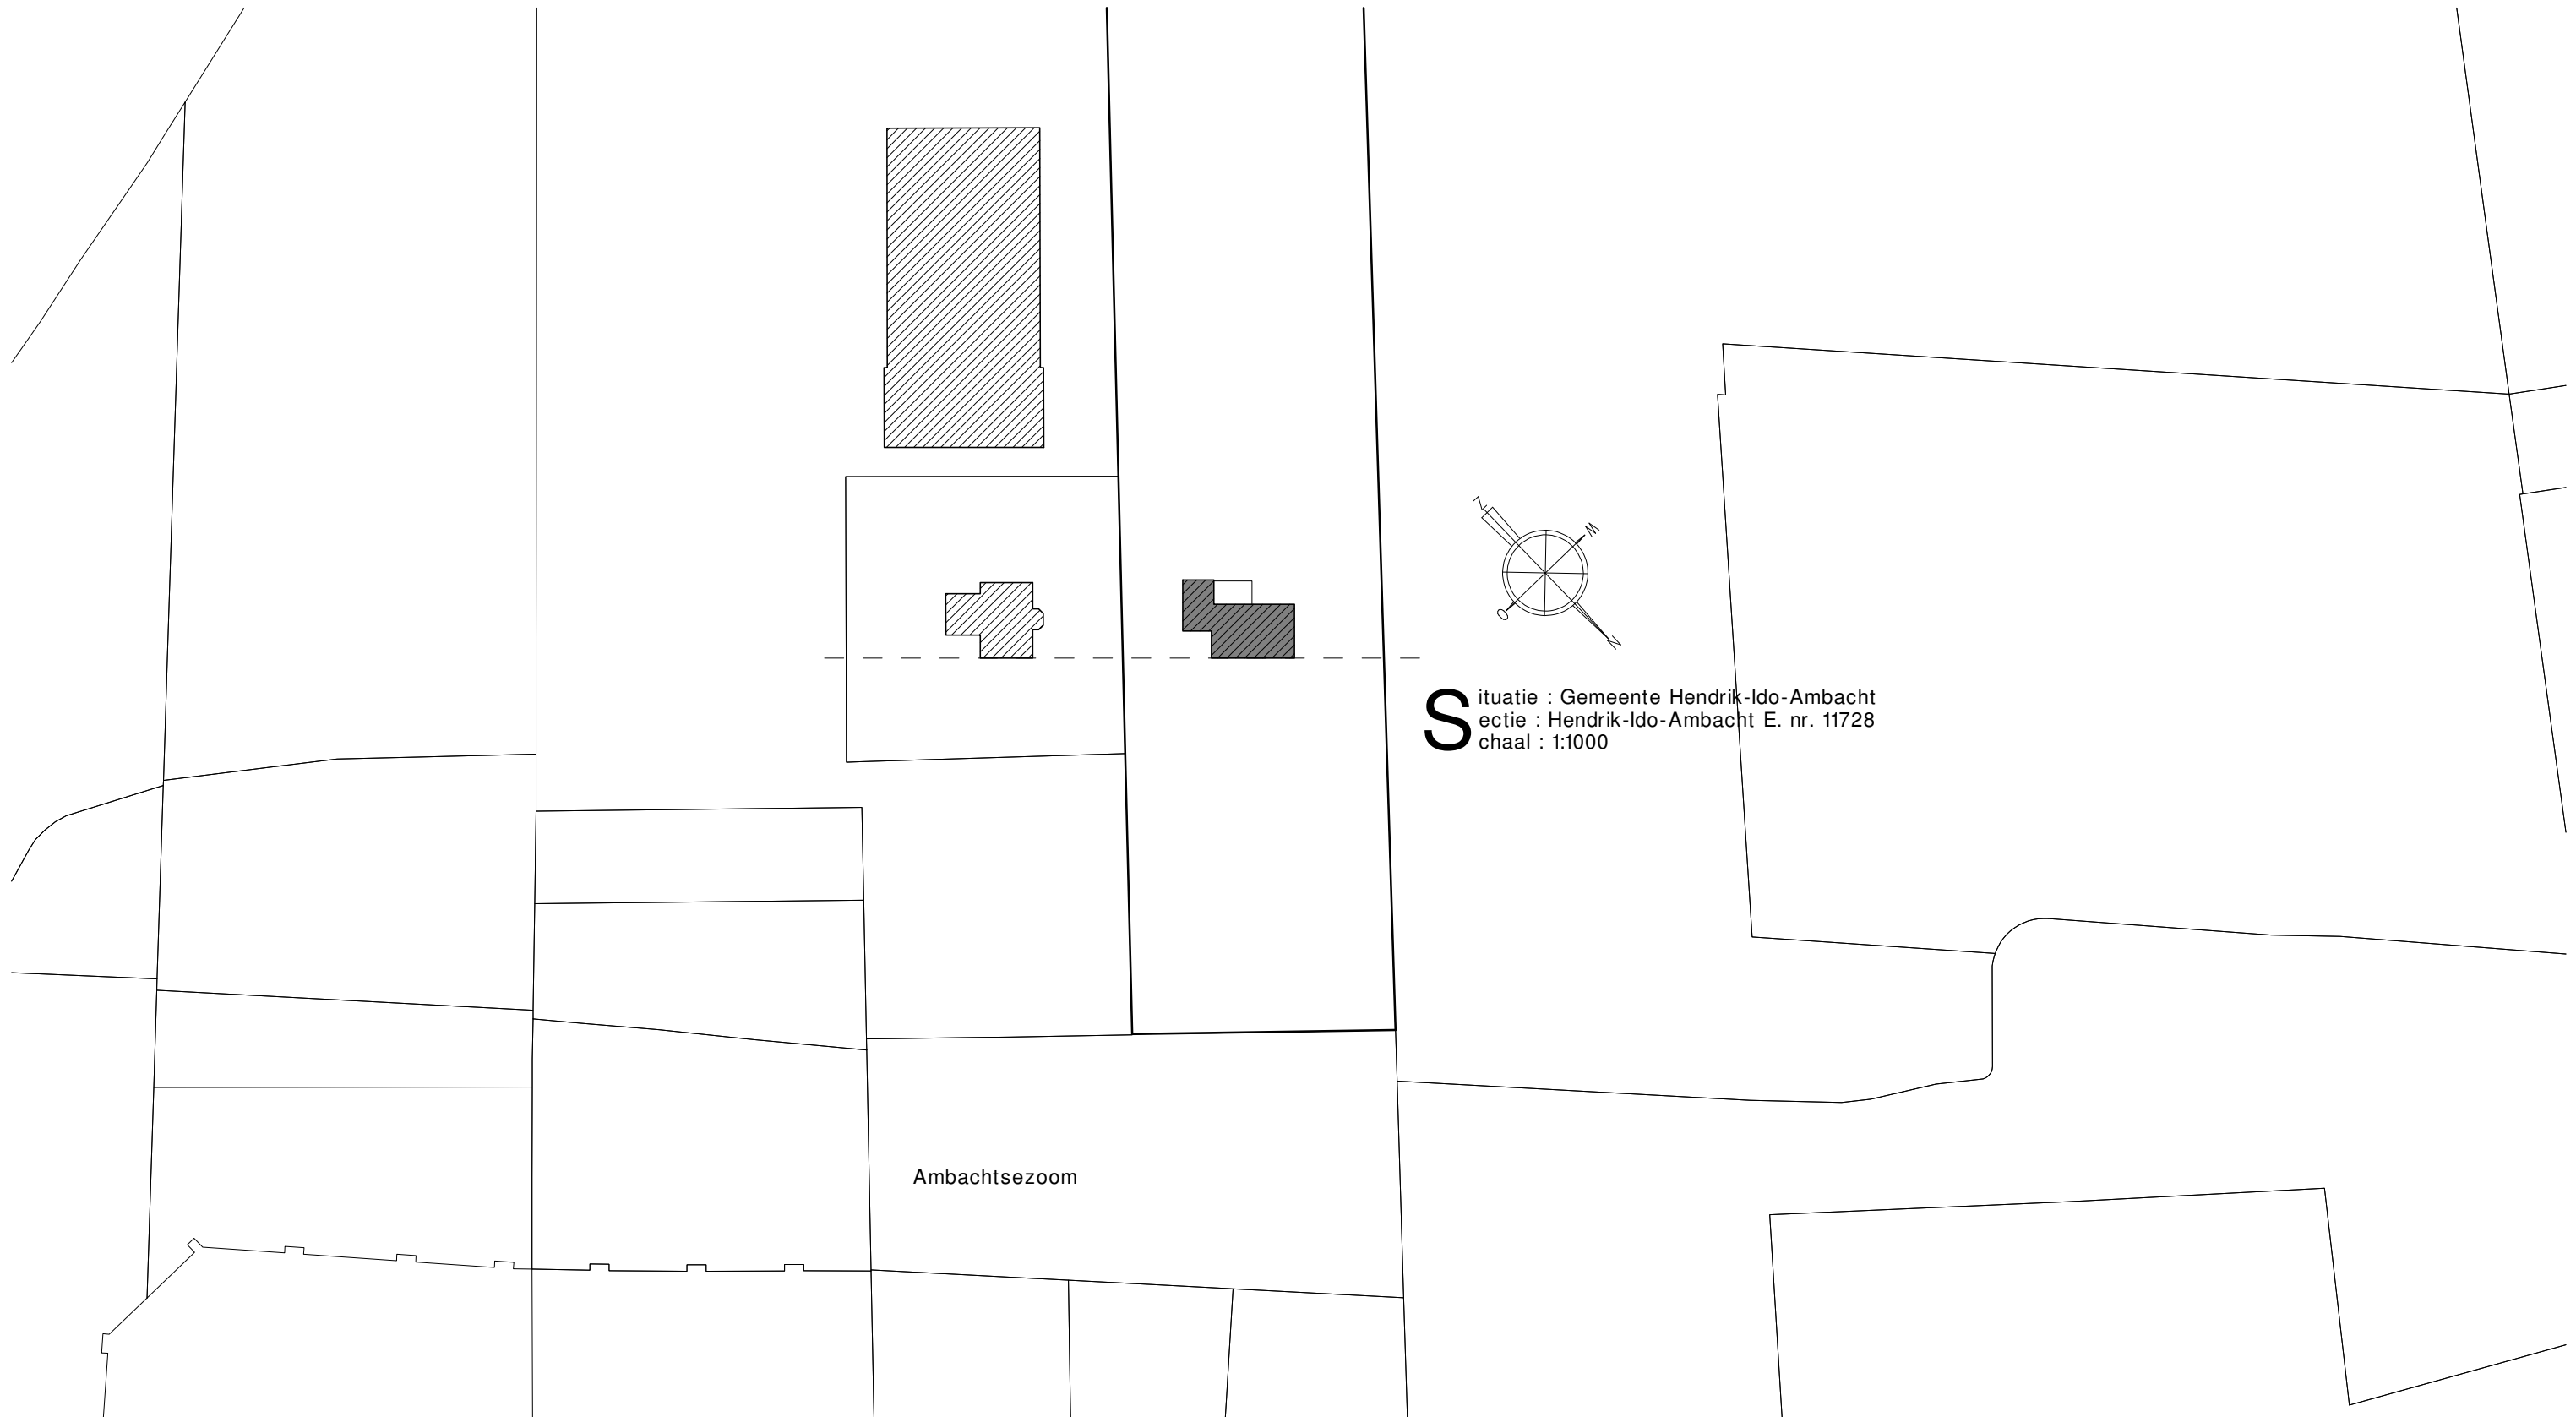 Z
W
O
N
Situatie : Gemeente Hendrik-Ido-Ambacht
Sectie : Hendrik-Ido-Ambacht E. nr. 11728
Schaal : 1:1000
Ambachtsezoom